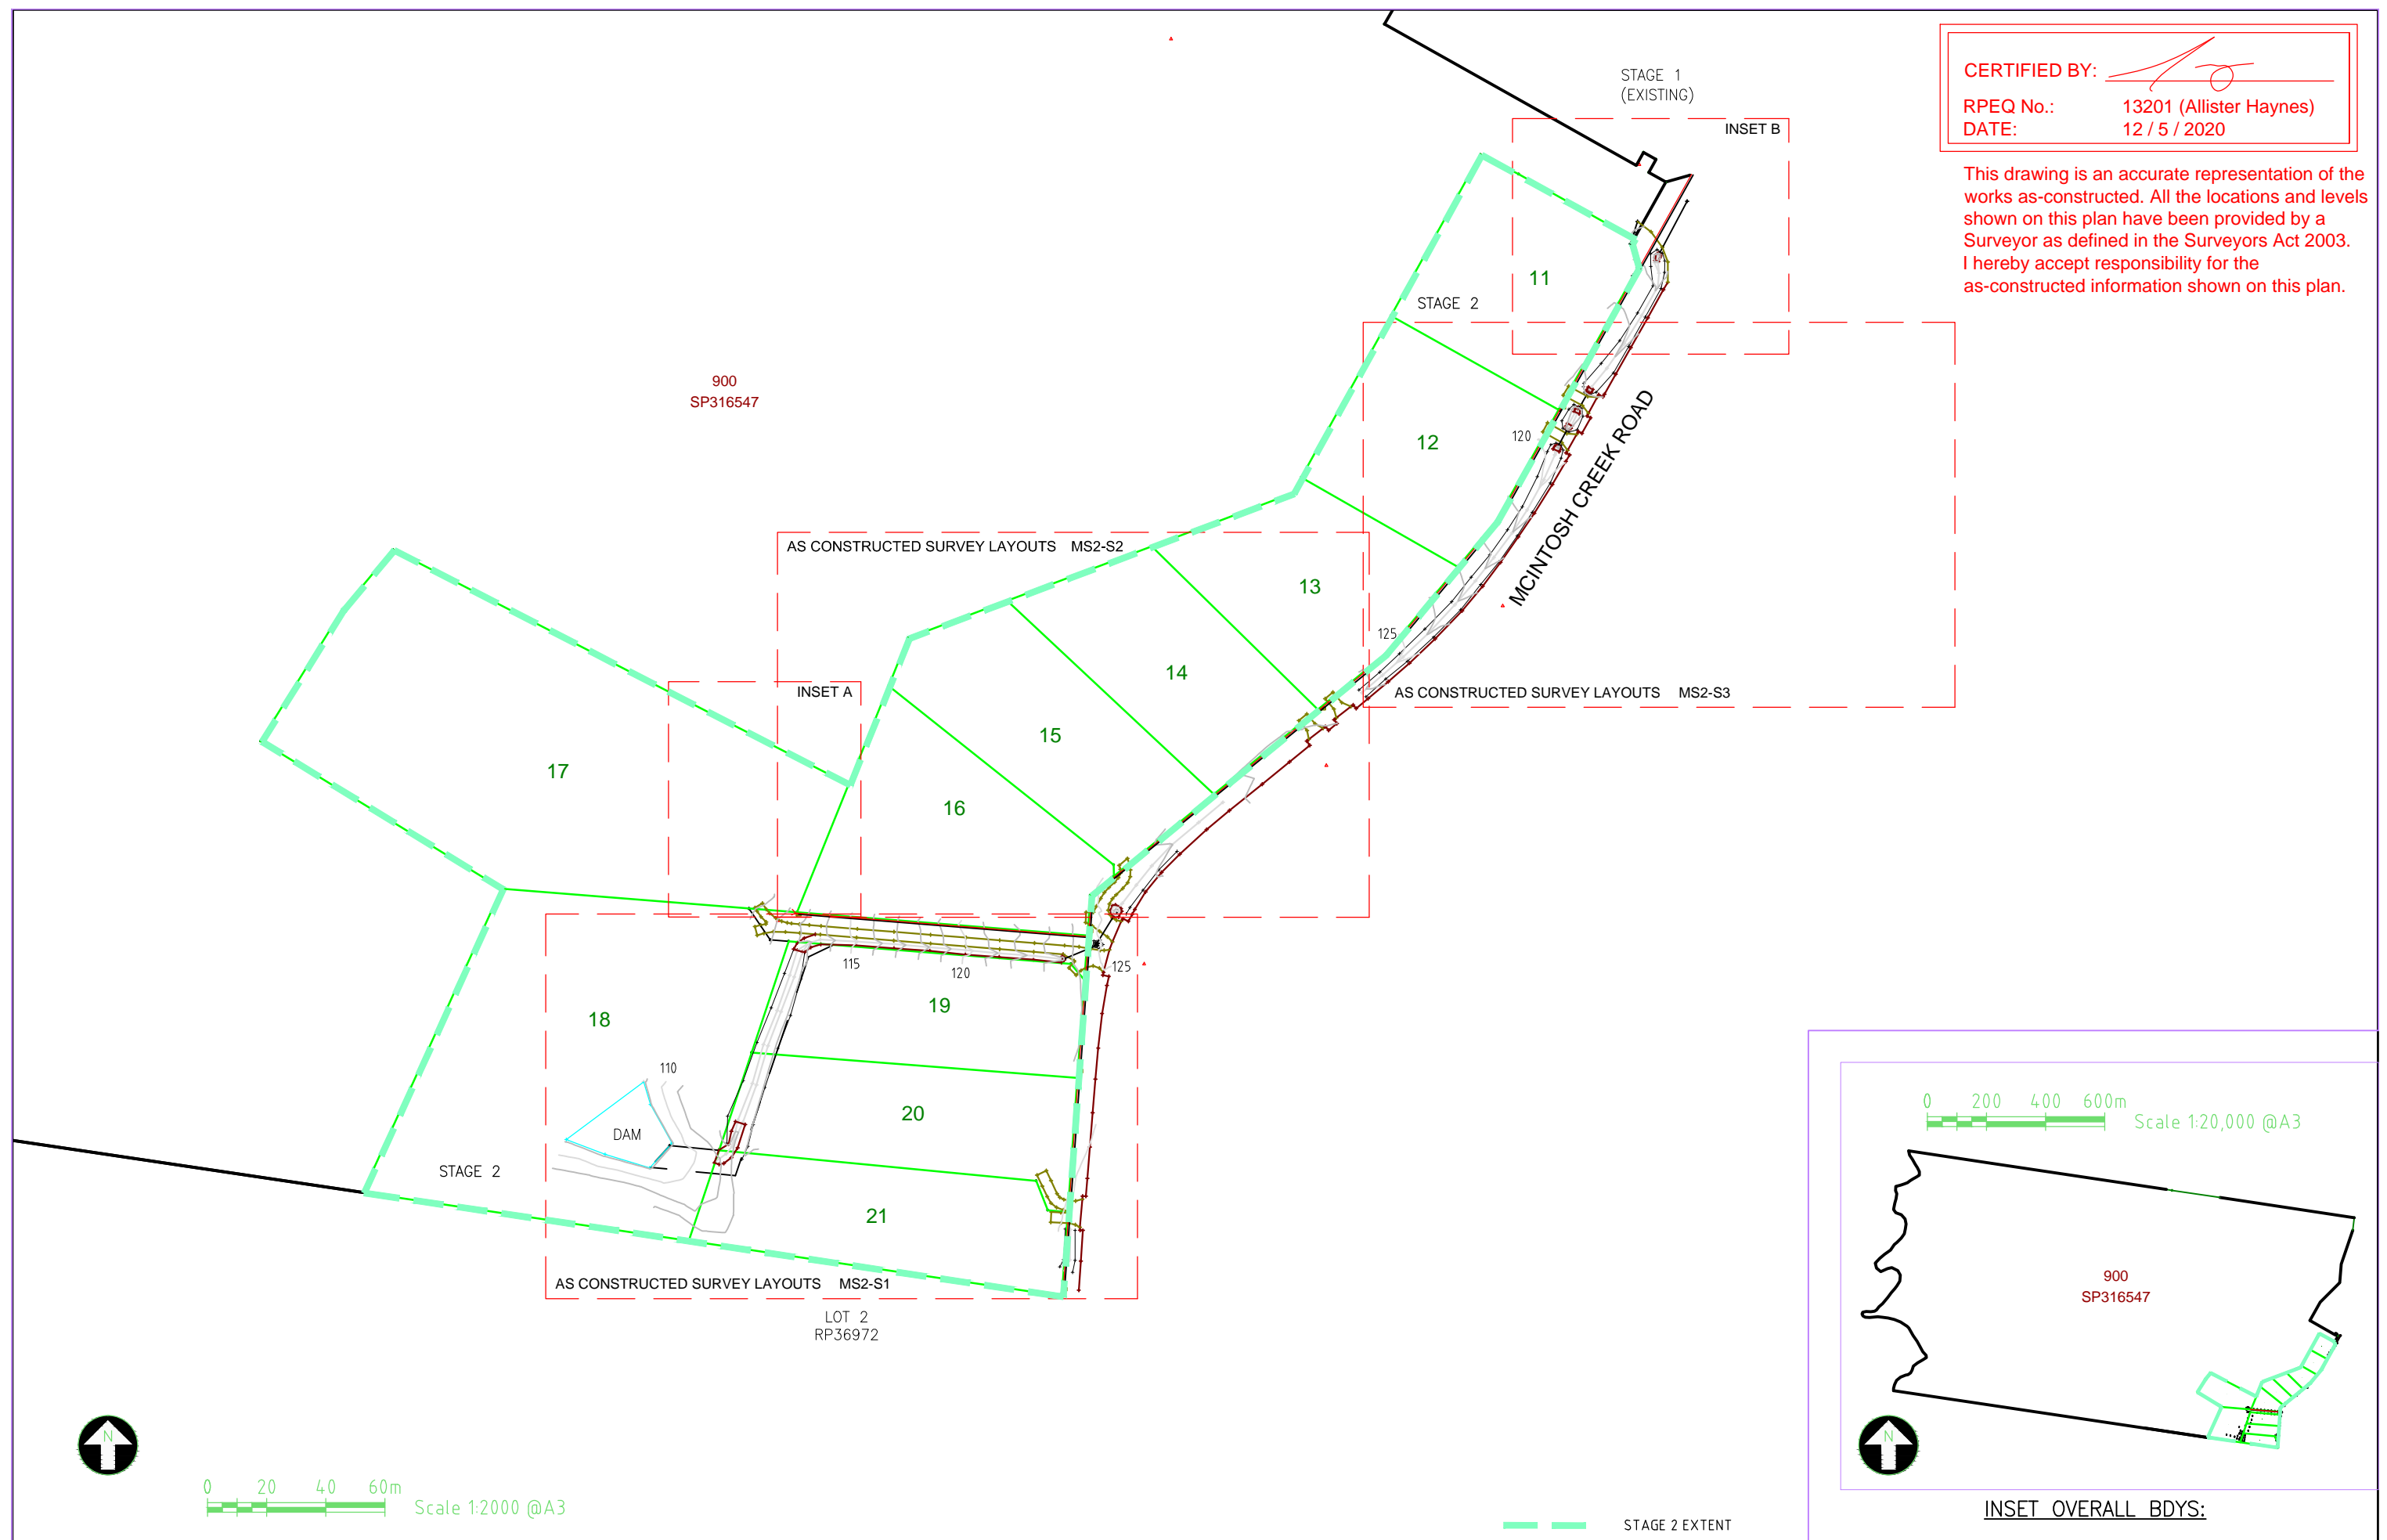 STAGE 1
(EXISTING)
INSET B
CERTIFIED BY:
RPEQ No.: 13201 (Allister Haynes)
DATE: 12 / 5 / 2020
This drawing is an accurate representation of the
works as-constructed. All the locations and levels
shown on this plan have been provided by a
Surveyor as defined in the Surveyors Act 2003.
I hereby accept responsibility for the
as-constructed information shown on this plan.
11
STAGE 2
900
SP316547
12
120
MCINTOSH CREEK ROAD
AS CONSTRUCTED SURVEY LAYOUTS MS2-S2
13
125
14
INSET A
AS CONSTRUCTED SURVEY LAYOUTS MS2-S3
15
17
16
115
120
125
19
18
110
20
DAM
STAGE 2
21
AS CONSTRUCTED SURVEY LAYOUTS MS2-S1
LOT 2
RP36972
N
0 20 40 60m
Scale 1:2000 @A3
STAGE 2 EXTENT
0 200 400 600m
Scale 1:20,000 @A3
900
SP316547
N
INSET OVERALL BDYS: